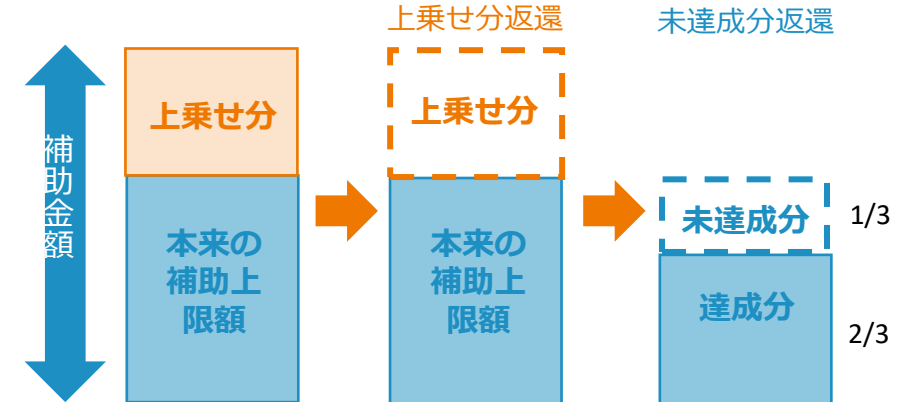 上乗せ分返還
未達成分返還
補助金額
上乗せ分
本来の
補助上
限額
上乗せ分
本来の
補助上
限額
未達成分
1/3
達成分
2/3